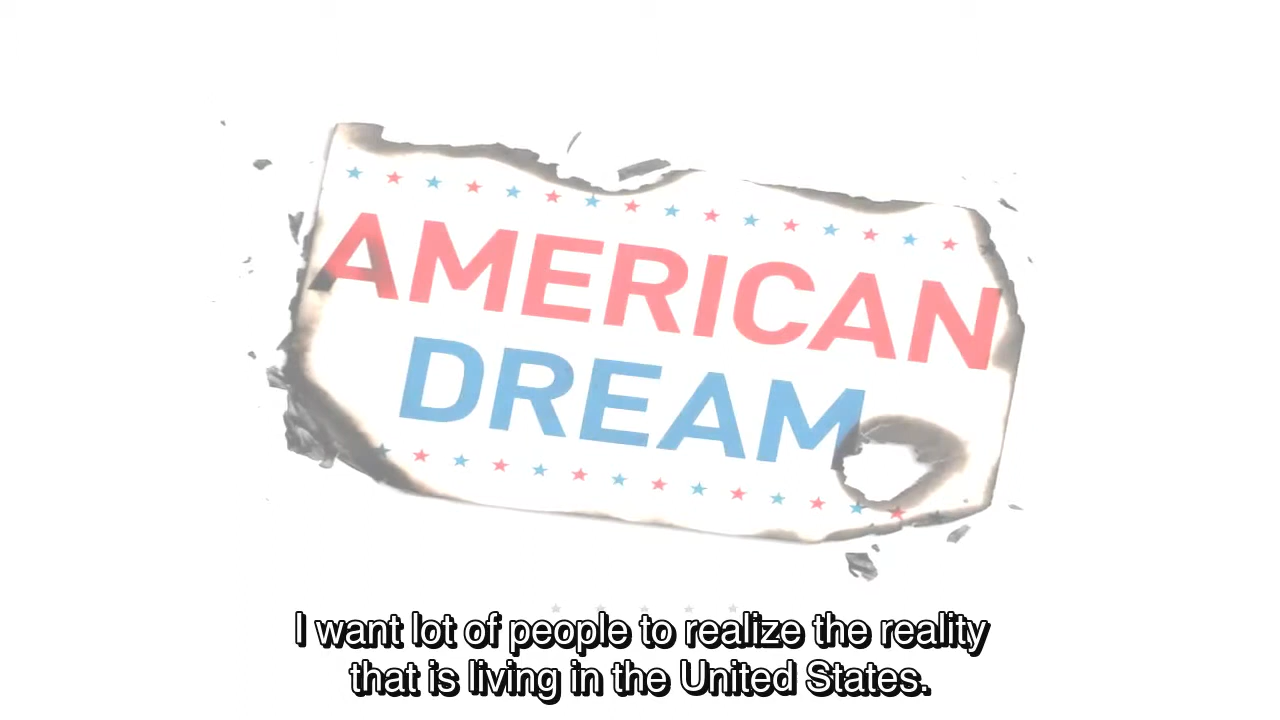 AMERICAN
DREAM
I want lot of people to realize the reality
that is living in the United States.